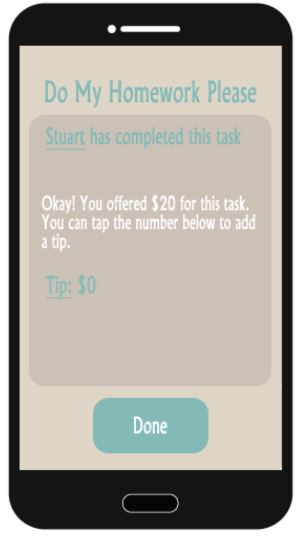 Do My Homework Please
Stuart has completed this task
Okay! You offered $20 for this task.
You can tap the number below to add
a tip.
Tip: $0
Done